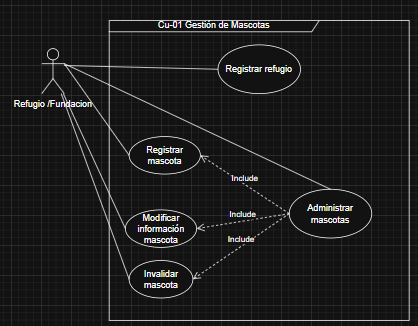 Cu-01 Gestión de Mascotas
Registrar refugio
Refugio /Fundacion
Registrar
mascota
Include
Administrar
mascotas
Modificar
información
mascota
Include
Include
Invalidar
mascota